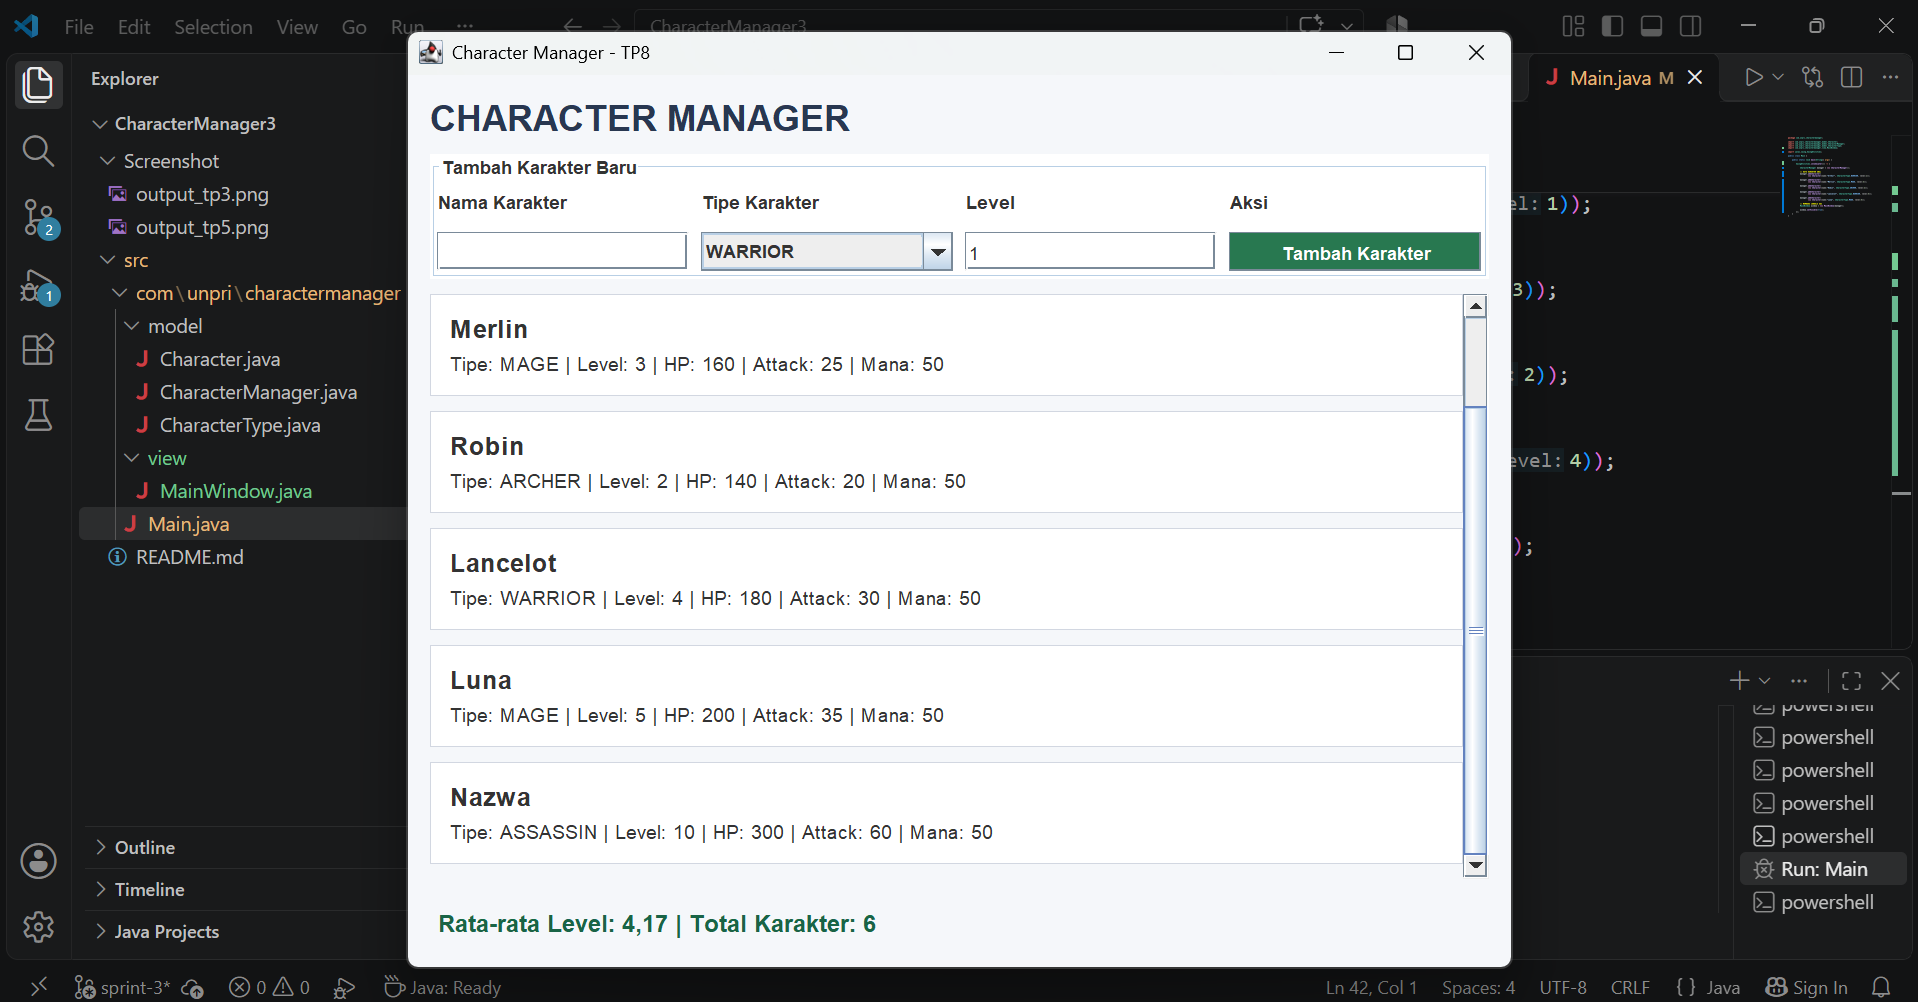 File Edit Selection View Go Run ··· CharacterManager3
Explorer
CharacterManager3
Screenshot
output_tp3.png
output_tp5.png
src
com\unpri\charactermanager
model
Character.java
CharacterManager.java
CharacterType.java
view
MainWindow.java
Main.java
README.md
Outline
Timeline
Java Projects
2
1
Character Manager - TP8
CHARACTER MANAGER
Tambah Karakter Baru
Nama Karakter Tipe Karakter Level Aksi
WARRIOR 1 Tambah Karakter
Merlin
Tipe: MAGE | Level: 3 | HP: 160 | Attack: 25 | Mana: 50
Robin
Tipe: ARCHER | Level: 2 | HP: 140 | Attack: 20 | Mana: 50
Lancelot
Tipe: WARRIOR | Level: 4 | HP: 180 | Attack: 30 | Mana: 50
Luna
Tipe: MAGE | Level: 5 | HP: 200 | Attack: 35 | Mana: 50
Nazwa
Tipe: ASSASSIN | Level: 10 | HP: 300 | Attack: 60 | Mana: 50
Rata-rata Level: 4,17 | Total Karakter: 6
Main.java M
el: 1));
3));
: 2));
evel: 4));
);
powershell
powershell
powershell
powershell
powershell
Run: Main
powershell
sprint-3* 0 0 Java: Ready Ln 42, Col 1 Spaces: 4 UTF-8 CRLF { } Java Sign In